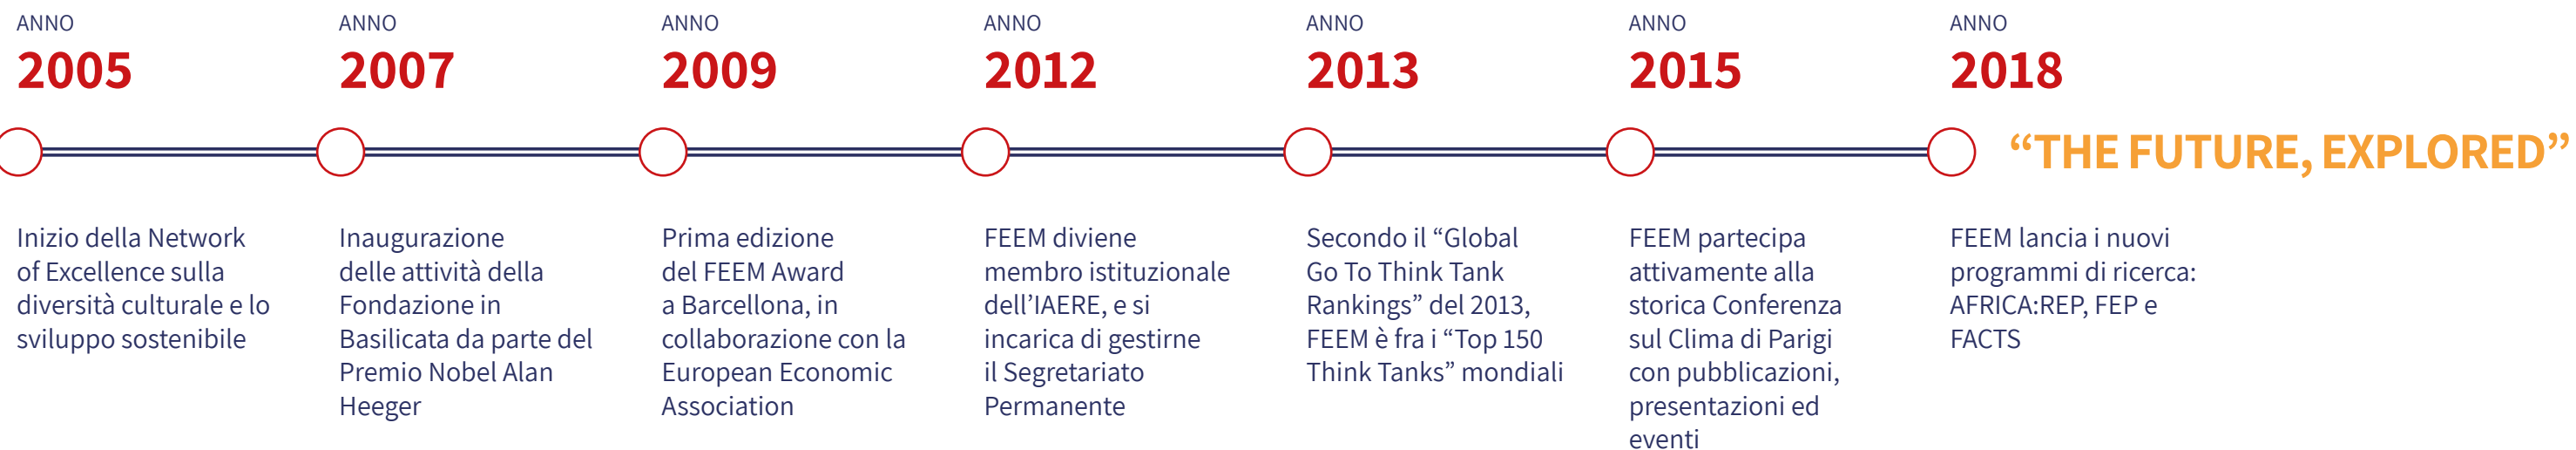 ANNO
2005
Inizio della Network
of Excellence sulla
diversità culturale e lo
sviluppo sostenibile
ANNO
2007
Inaugurazione
delle attività della
Fondazione in
Basilicata da parte del
Premio Nobel Alan
Heeger
ANNO
2009
Prima edizione
del FEEM Award
a Barcellona, in
collaborazione con la
European Economic
Association
ANNO
2012
FEEM diviene
membro istituzionale
dell’IAERE, e si
incarica di gestirne
il Segretariato
Permanente
ANNO
2013
Secondo il “Global
Go To Think Tank
Rankings” del 2013,
FEEM è fra i “Top 150
Think Tanks” mondiali
ANNO
2015
FEEM partecipa
attivamente alla
storica Conferenza
sul Clima di Parigi
con pubblicazioni,
presentazioni ed
eventi
ANNO
2018
FEEM lancia i nuovi
programmi di ricerca:
AFRICA:REP, FEP e
FACTS
“THE FUTURE, EXPLORED”